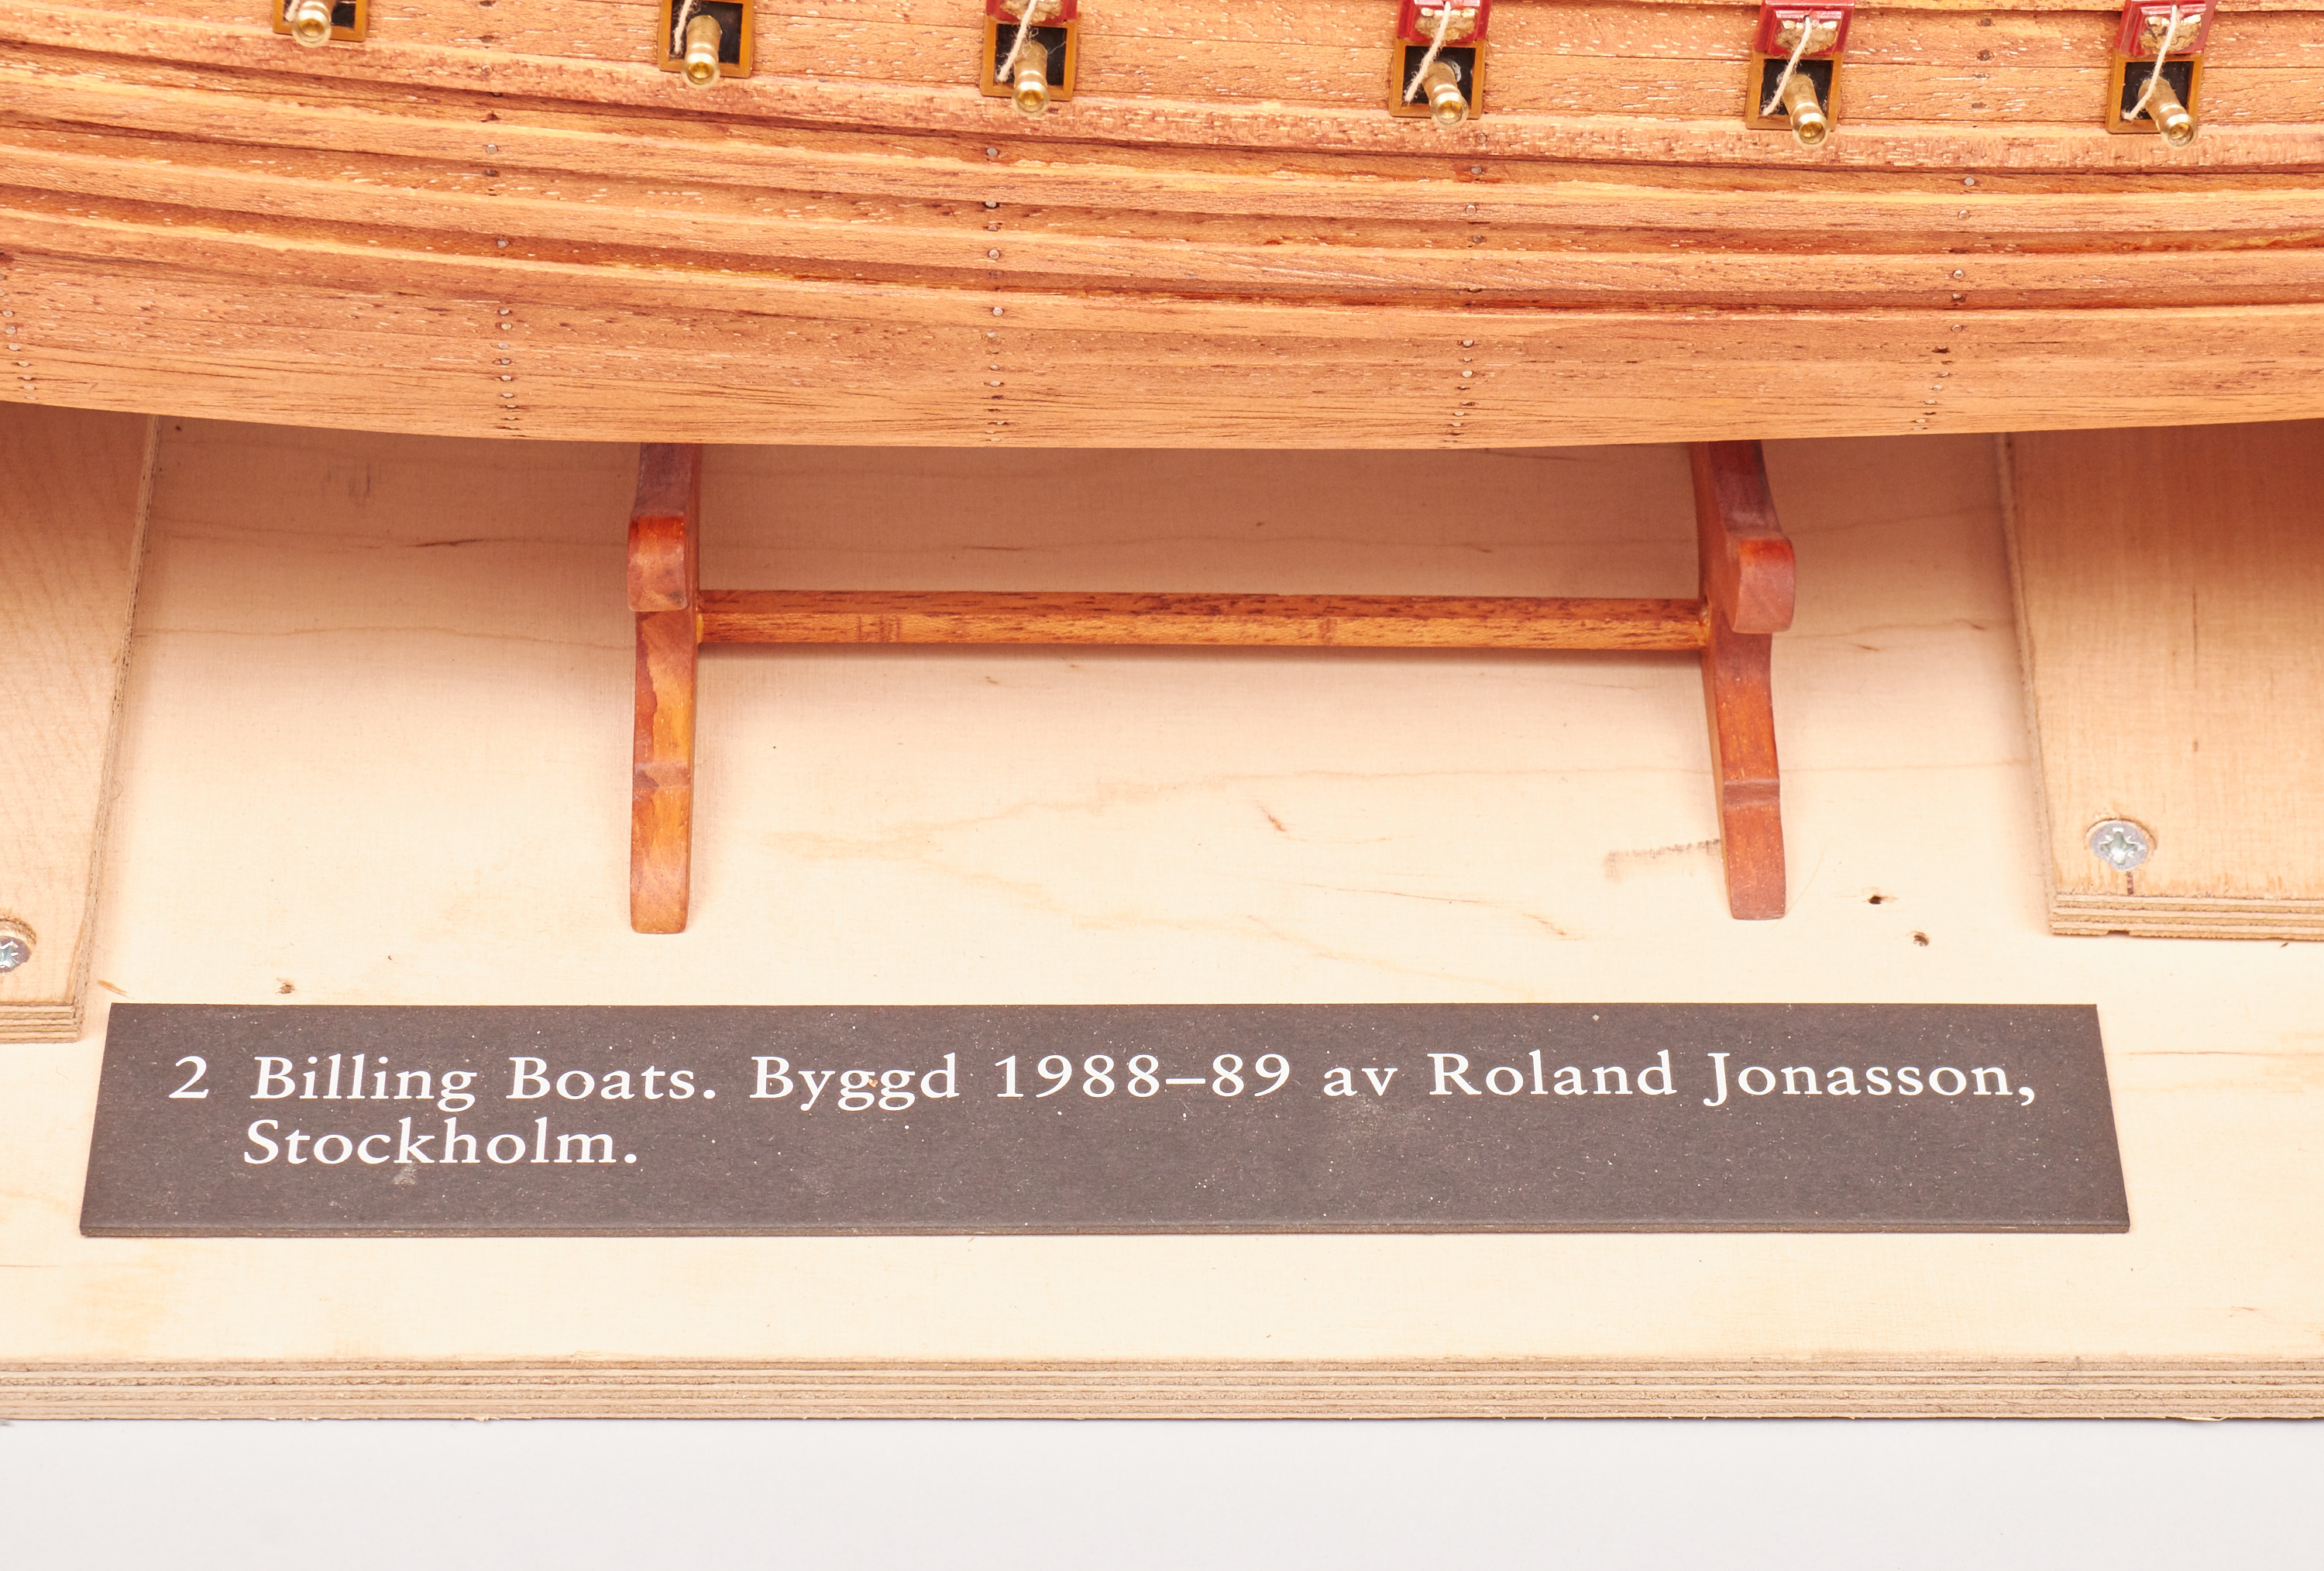 2 Billing Boats. Byggd 1988–89 av Roland Jonasson,
Stockholm.